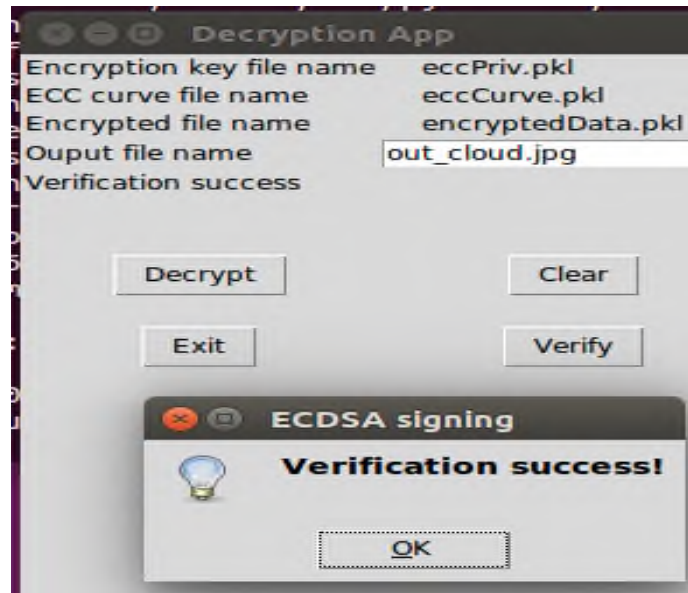 Decryption App
Encryption key file name eccPriv.pkl
ECC curve file name eccCurve.pkl
Encrypted file name encryptedData.pkl
Ouput file name out_cloud.jpg
Verification success
Decrypt Clear
Exit Verify
ECDSA signing
Verification success!
OK